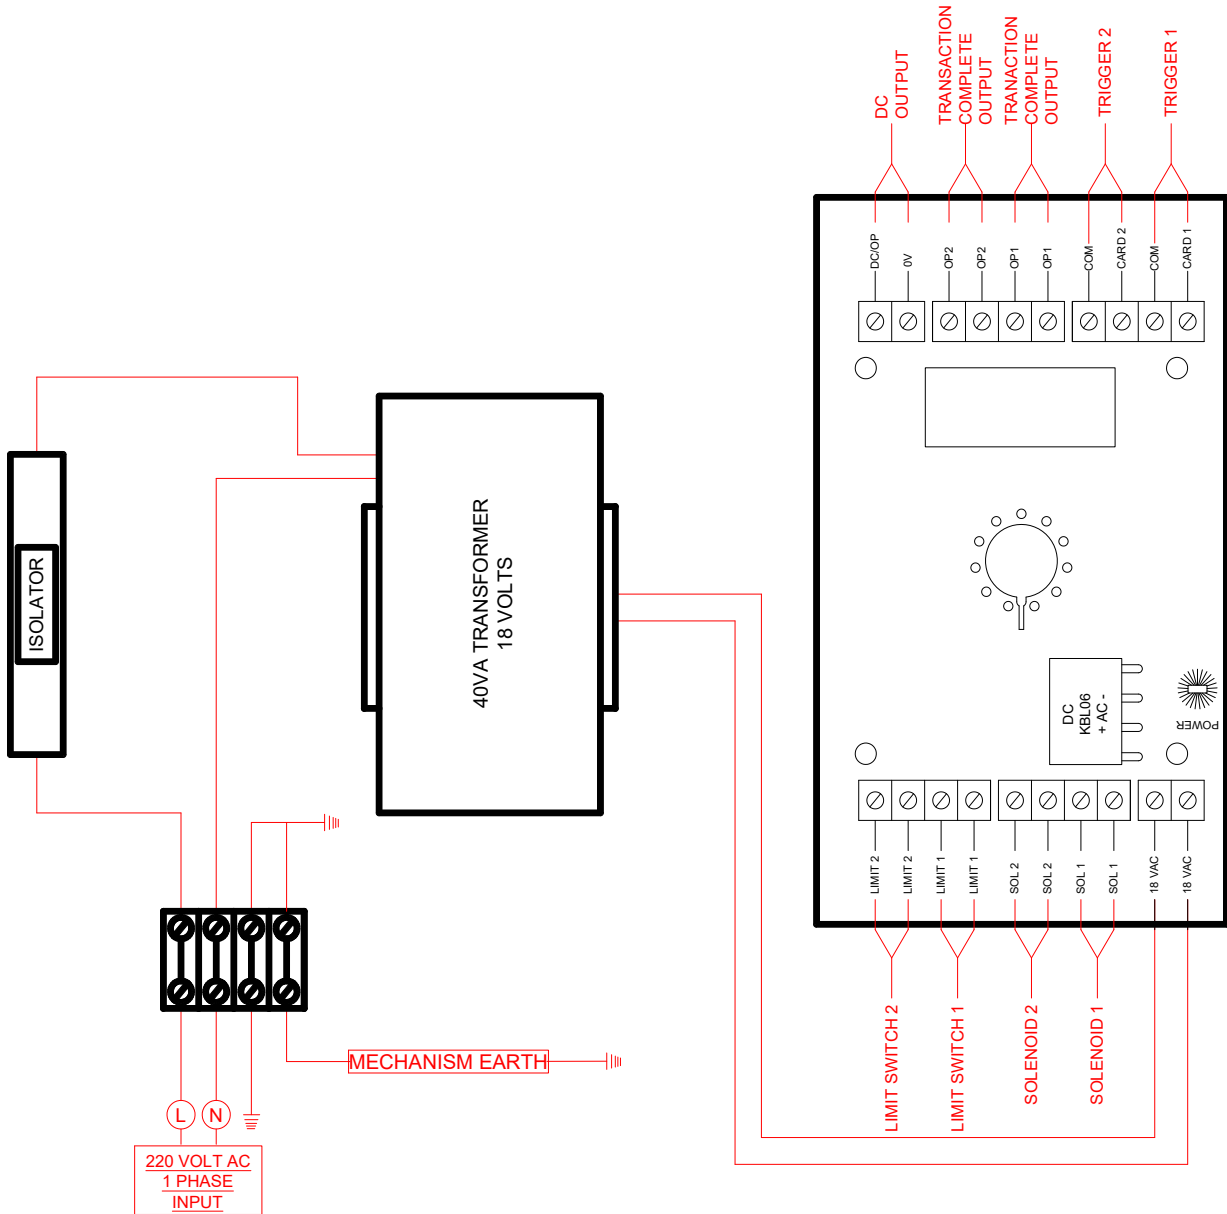 DC
OUTPUT
TRANSACTION
COMPLETE
OUTPUT
TRANACTION
COMPLETE
OUTPUT
TRIGGER 2
TRIGGER 1
DC/OP
0V
OP2
OP2
OP1
OP1
COM
CARD 2
COM
CARD 1
ISOLATOR
40VA TRANSFORMER
18 VOLTS
DC
KBL06
+ AC -
POWER
LIMIT 2
LIMIT 2
LIMIT 1
LIMIT 1
SOL 2
SOL 2
SOL 1
SOL 1
18 VAC
18 VAC
LIMIT SWITCH 2
LIMIT SWITCH 1
SOLENOID 2
SOLENOID 1
MECHANISM EARTH
L
N
220 VOLT AC
1 PHASE
INPUT